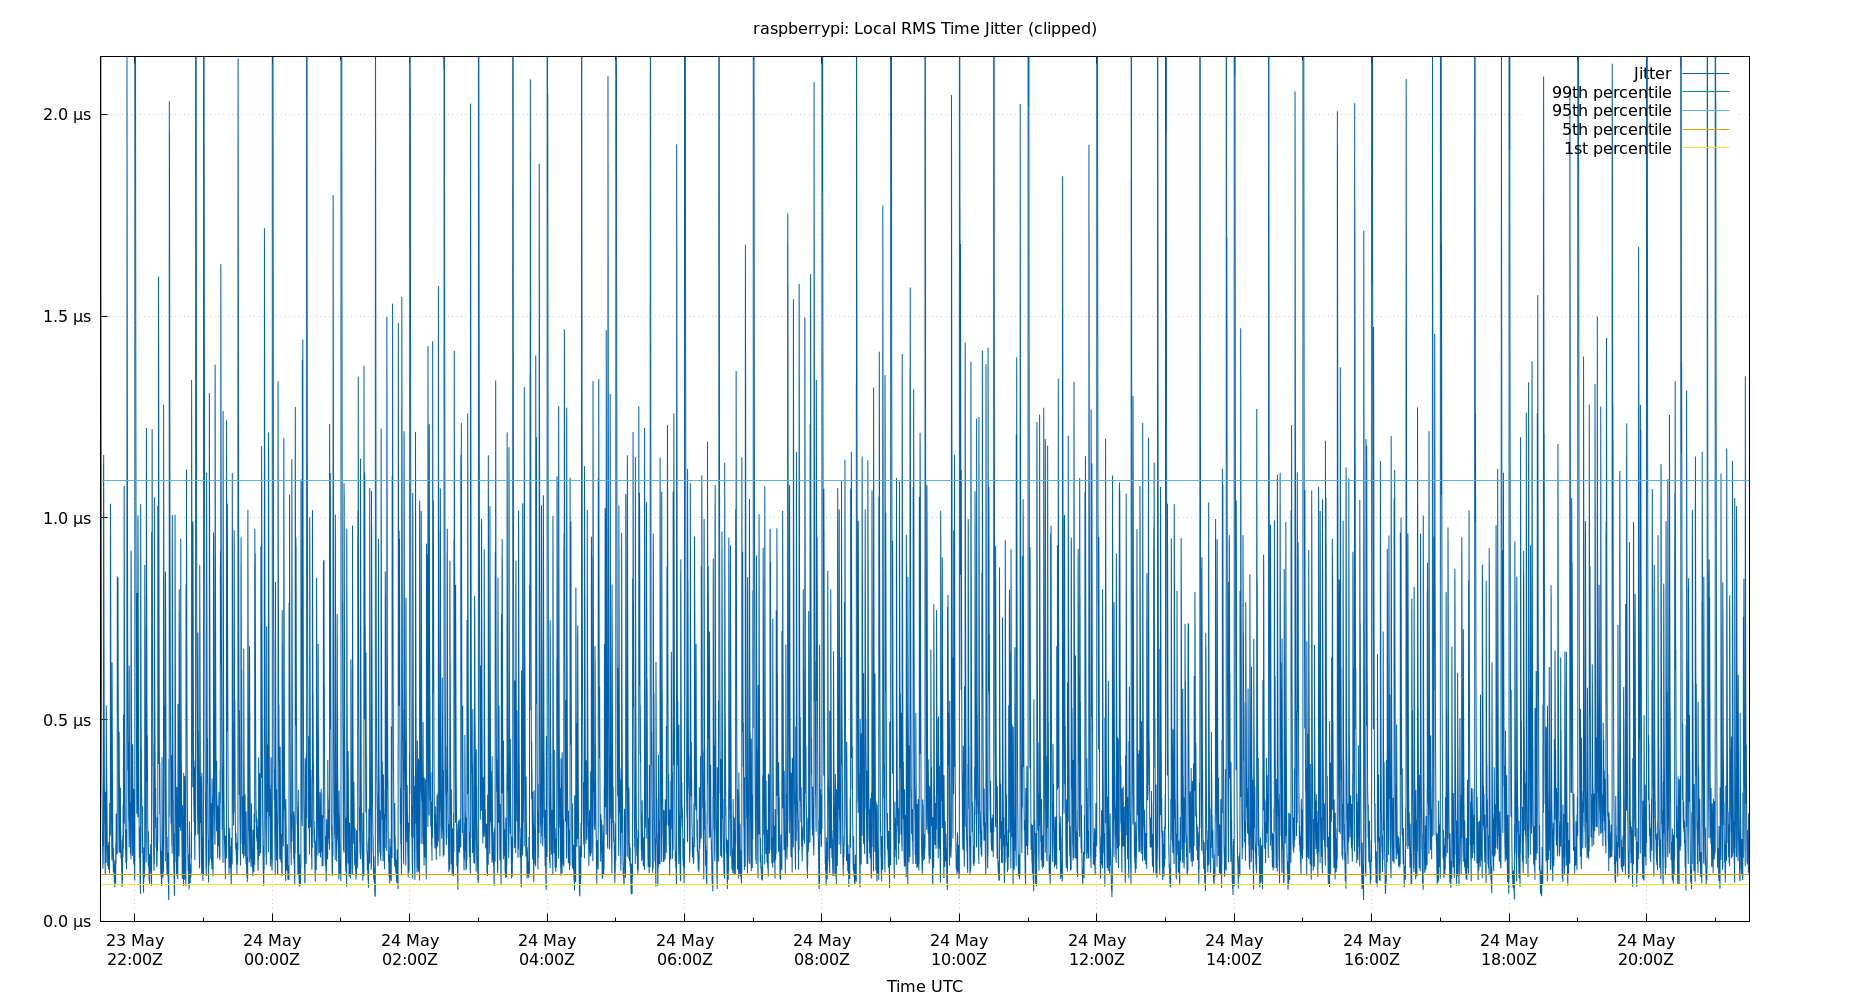 raspberrypi: Local RMS Time Jitter (clipped)
Jitter
99th percentile
95th percentile
5th percentile
1st percentile
2.0 µs
1.5 µs
1.0 µs
0.5 µs
0.0 µs
23 May 24 May 24 May 24 May 24 May 24 May 24 May 24 May 24 May 24 May 24 May 24 May
22:00Z 00:00Z 02:00Z 04:00Z 06:00Z 08:00Z 10:00Z 12:00Z 14:00Z 16:00Z 18:00Z 20:00Z
Time UTC